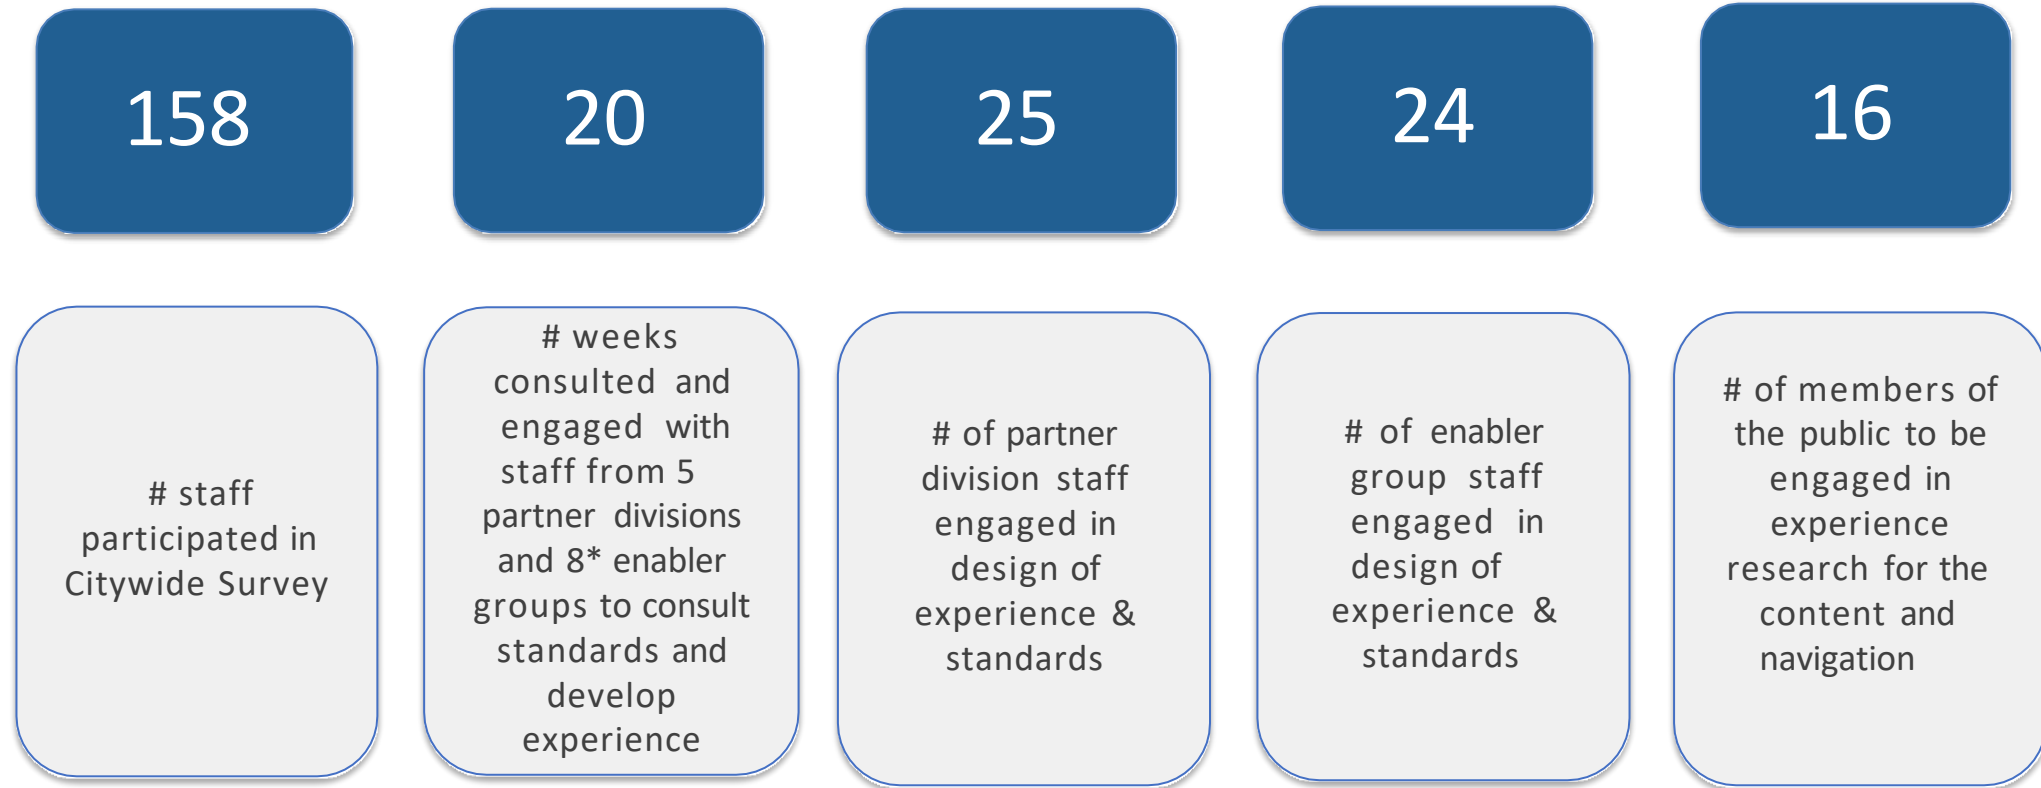 158
20
25
24
16
# staff
participated in
Citywide Survey
# weeks
consulted and
engaged with
staff from 5
partner divisions
and 8* enabler
groups to consult
standards and
develop
experience
# of partner
division staff
engaged in
design of
experience &
standards
# of enabler
group staff
engaged in
design of
experience &
standards
# of members of
the public to be
engaged in
experience
research for the
content and
navigation